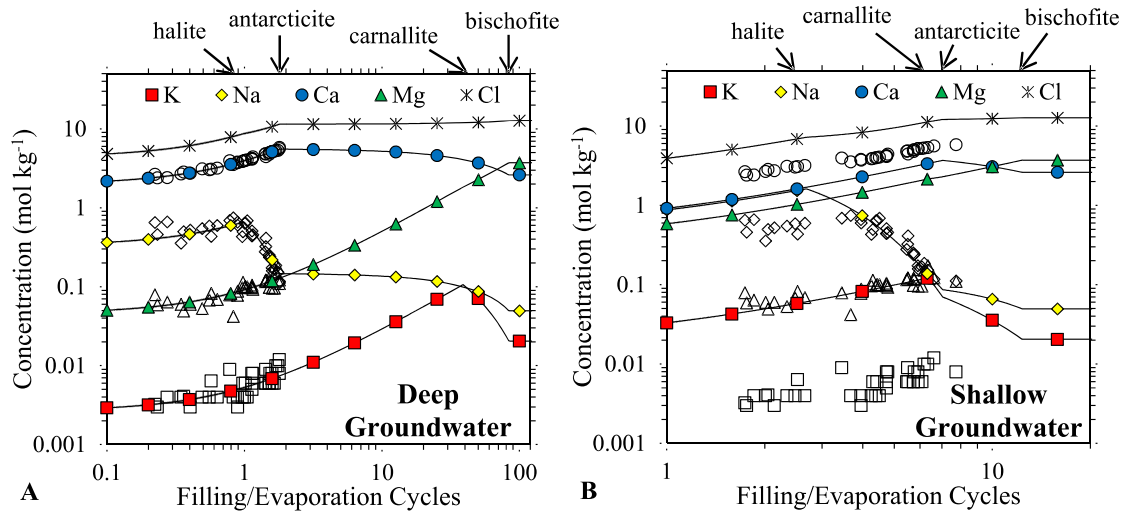 halite
antarcticite
carnallite
bischofite
K Na Ca Mg Cl
Concentration (mol kg⁻¹)
10
1
0.1
0.01
0.001
Deep
Groundwater
0.1 1 10 100
Filling/Evaporation Cycles
A
halite
carnallite
antarcticite
bischofite
K Na Ca Mg Cl
Concentration (mol kg⁻¹)
10
1
0.1
0.01
0.001
Shallow
Groundwater
1 10
Filling/Evaporation Cycles
B